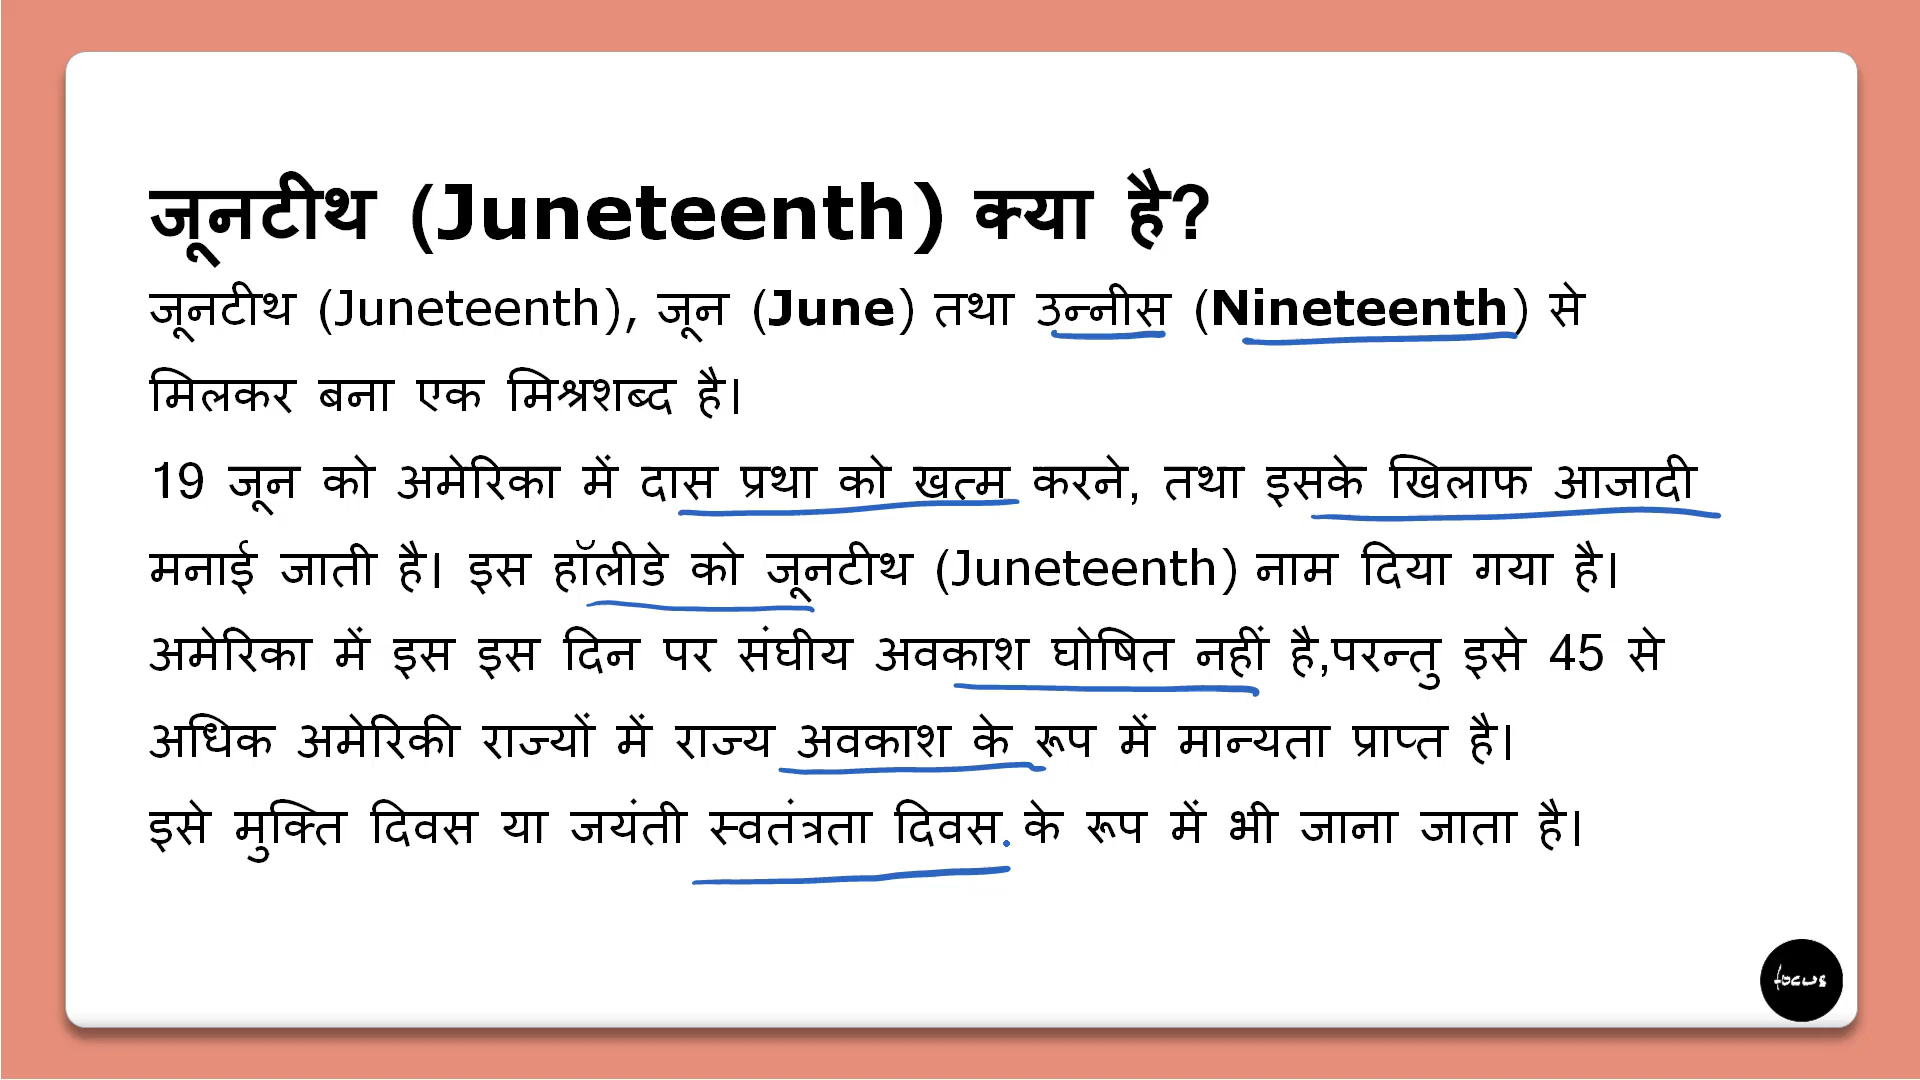 जूनटीथ (Juneteenth) क्या है?
जूनटीथ (Juneteenth), जून (June) तथा उन्नीस (Nineteenth) से
मिलकर बना एक मिश्रशब्द है।
19 जून को अमेरिका में दास प्रथा को खत्म करने, तथा इसके खिलाफ आजादी
मनाई जाती है। इस हॉलीडे को जूनटीथ (Juneteenth) नाम दिया गया है।
अमेरिका में इस इस दिन पर संघीय अवकाश घोषित नहीं है,परन्तु इसे 45 से
अधिक अमेरिकी राज्यों में राज्य अवकाश के रूप में मान्यता प्राप्त है।
इसे मुक्ति दिवस या जयंती स्वतंत्रता दिवस के रूप में भी जाना जाता है।
focus